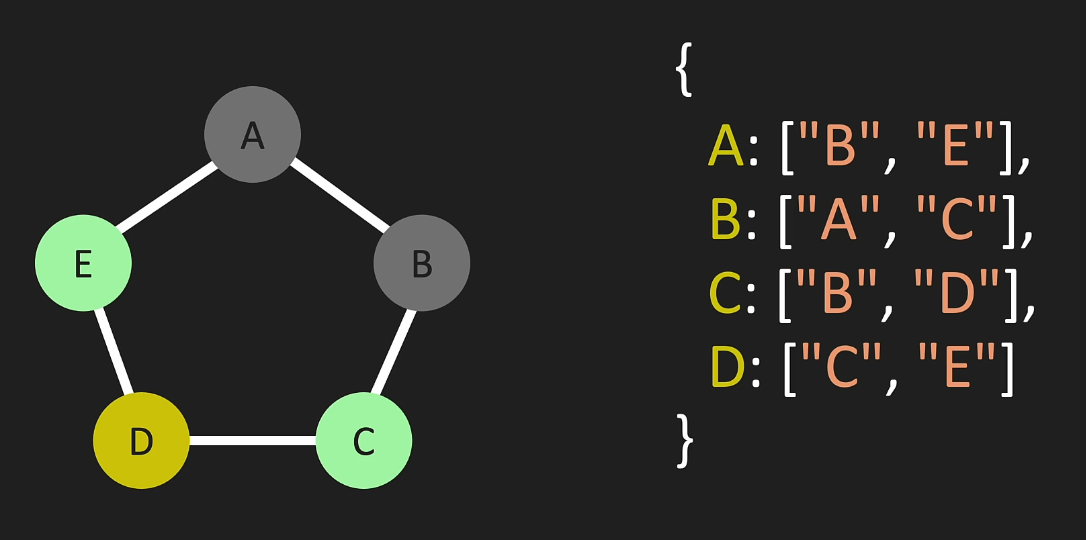 A
E
B
D
C
{
A: ["B", "E"],
B: ["A", "C"],
C: ["B", "D"],
D: ["C", "E"]
}